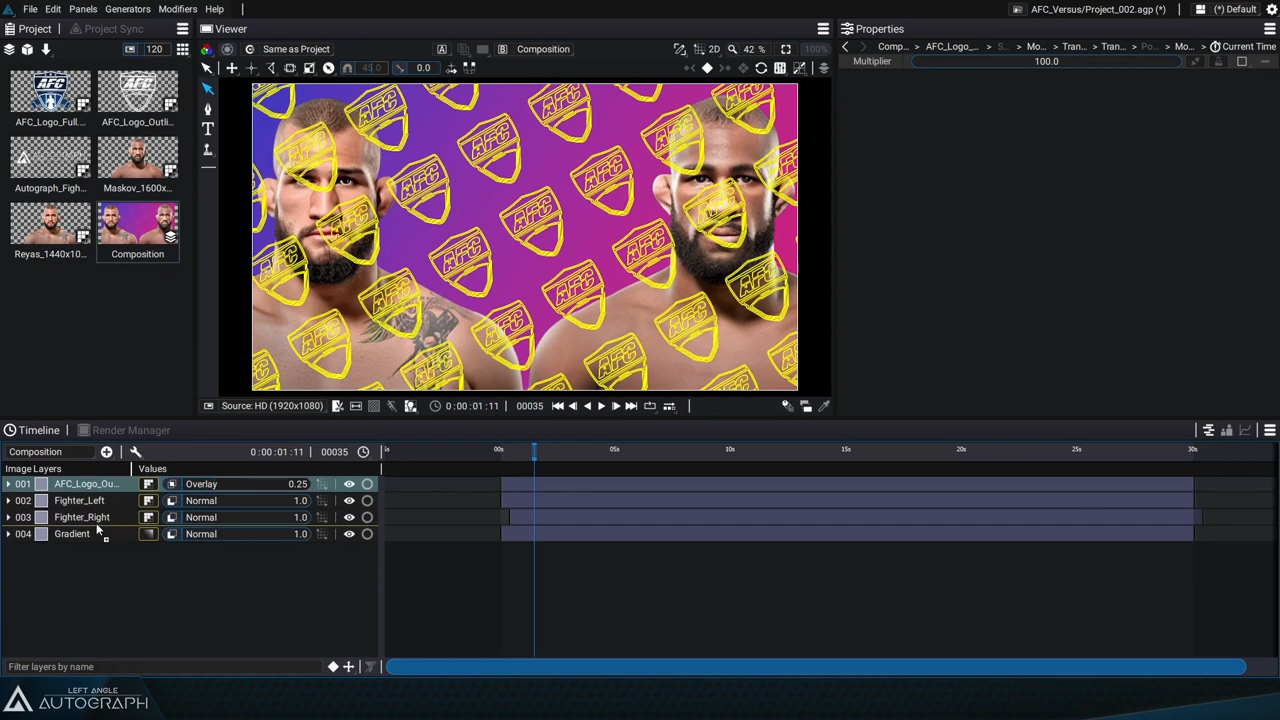 File Edit Panels Generators Modifiers Help
AFC_Versus/Project_002.agp (*)
(*) Default
Project
Project Sync
Viewer
Properties
120
Same as Project
A
B
Composition
2D
42 %
100%
Comp...
AFC_Logo_...
S...
Mo...
Tran...
Tran...
Po...
Mo...
Current Time
45.0
0.0
Multiplier
100.0
AFC_Logo_Full...
AFC_Logo_Outli...
Autograph_Figh...
Maskov_1600x...
Reyas_1440x10...
Composition
T
AFC
Source: HD (1920x1080)
0:00:01:11
00035
Timeline
Render Manager
Composition
0:00:01:11
00035
00s
05s
10s
15s
20s
25s
30s
Image Layers
Values
001 AFC_Logo_Ou... Overlay 0.25
002 Fighter_Left Normal 1.0
003 Fighter_Right Normal 1.0
004 Gradient Normal 1.0
Filter layers by name
LEFT ANGLE
AUTOGRAPH